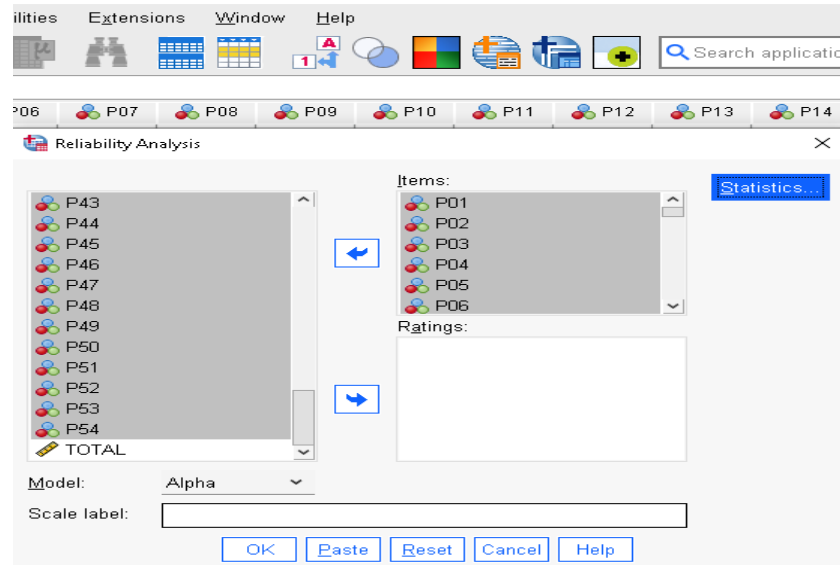 ilities Extensions Window Help
A
1
Search applicatio
P06 P07 P08 P09 P10 P11 P12 P13 P14
Reliability Analysis
P43
P44
P45
P46
P47
P48
P49
P50
P51
P52
P53
P54
TOTAL
Items:
P01
P02
P03
P04
P05
P06
Ratings:
Statistics...
Model: Alpha
Scale label:
OK Paste Reset Cancel Help